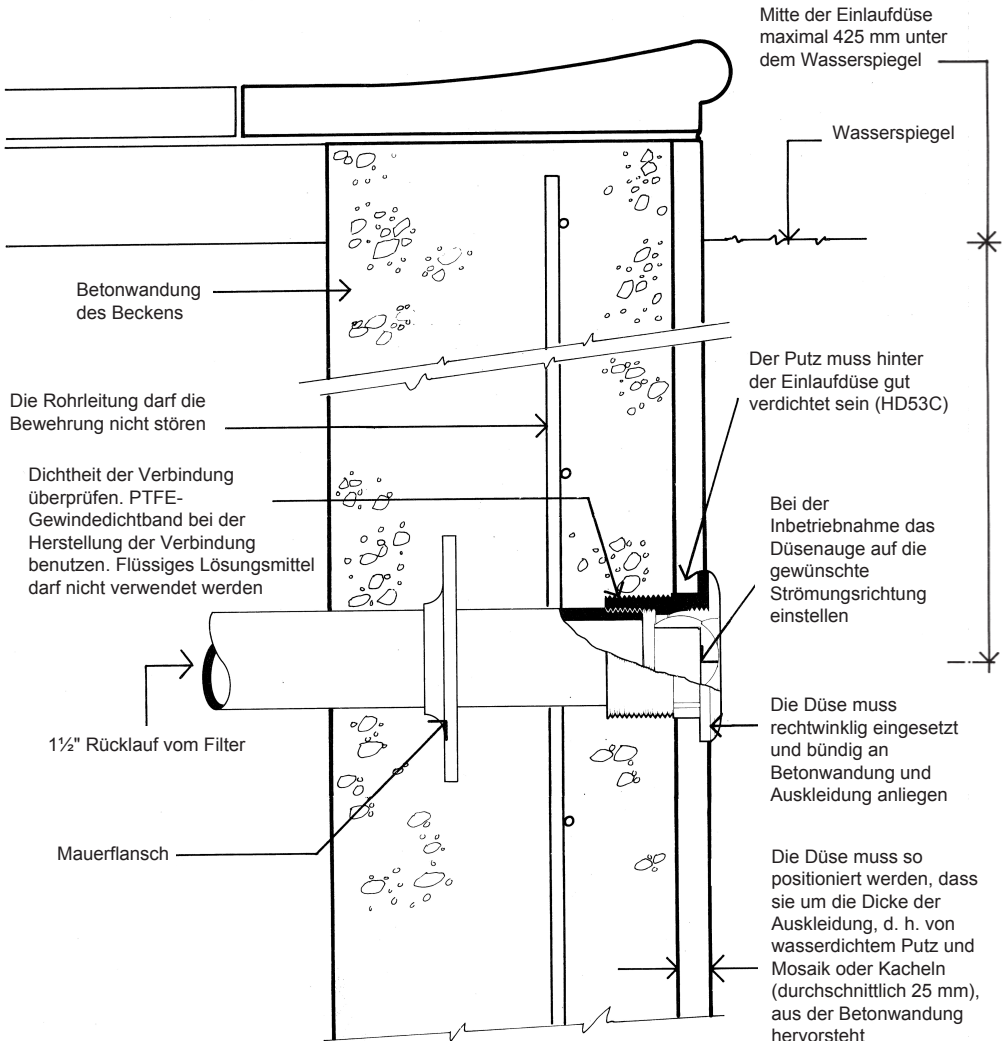 Mitte der Einlaufdüse
maximal 425 mm unter
dem Wasserspiegel
Wasserspiegel
Betonwandung
des Beckens
Der Putz muss hinter
der Einlaufdüse gut
verdichtet sein (HD53C)
Die Rohrleitung darf die
Bewehrung nicht stören
Dichtheit der Verbindung
überprüfen. PTFE-
Gewindedichtband bei der
Herstellung der Verbindung
benutzen. Flüssiges Lösungsmittel
darf nicht verwendet werden
Bei der
Inbetriebnahme das
Düsenauge auf die
gewünschte
Strömungsrichtung
einstellen
1½" Rücklauf vom Filter
Die Düse muss
rechtwinklig eingesetzt
und bündig an
Betonwandung und
Auskleidung anliegen
Mauerflansch
Die Düse muss so
positioniert werden, dass
sie um die Dicke der
Auskleidung, d. h. von
wasserdichtem Putz und
Mosaik oder Kacheln
(durchschnittlich 25 mm),
aus der Betonwandung
hervorsteht